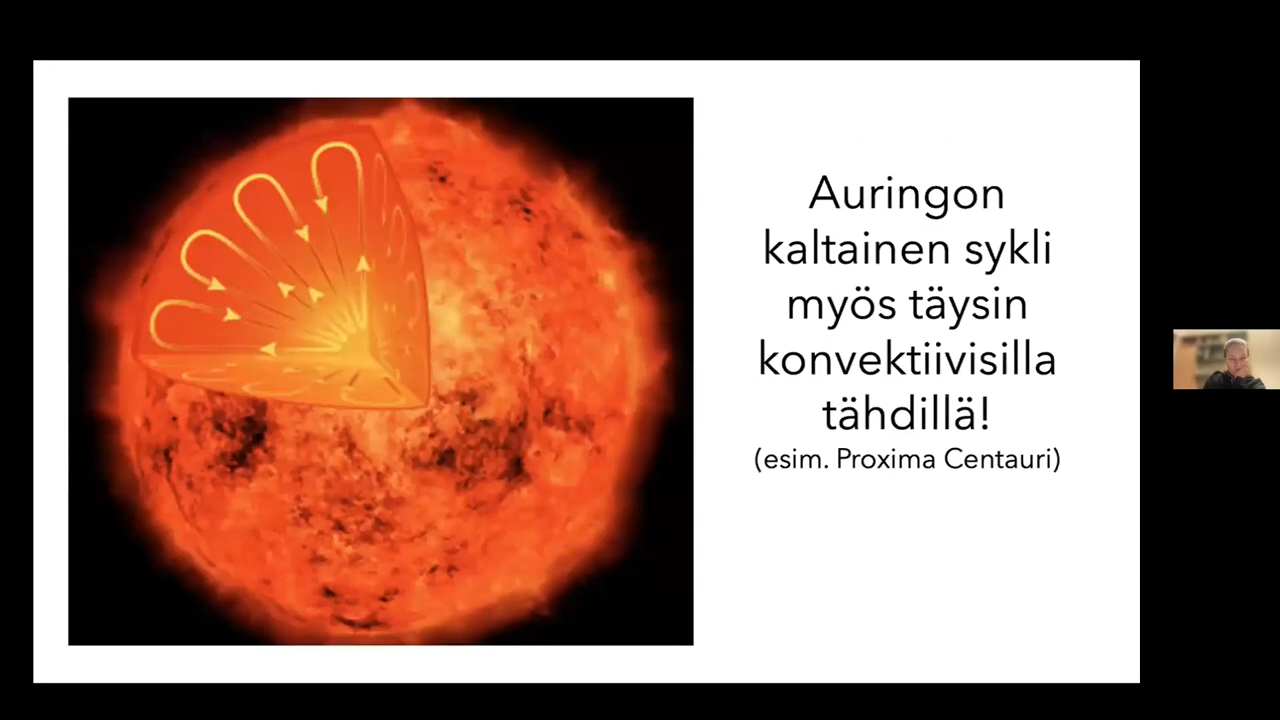 Auringon
kaltainen sykli
myös täysin
konvektiivisilla
tähdillä!
(esim. Proxima Centauri)